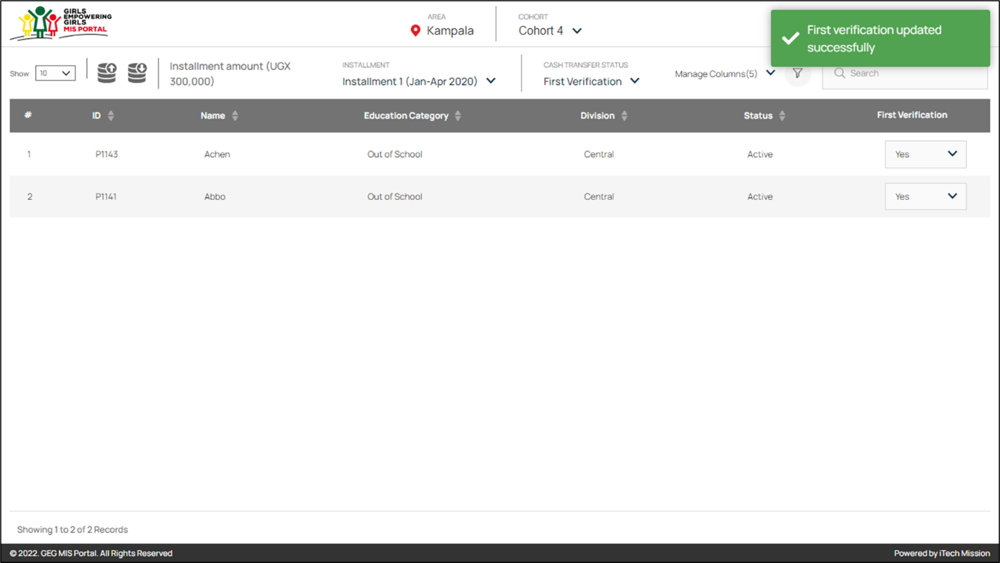 GIRLS
EMPOWERING
GIRLS
MIS PORTAL
AREA
Kampala
COHORT
Cohort 4
First verification updated
successfully
Show 10
Installment amount (UGX
300,000)
INSTALLMENT
Installment 1 (Jan-Apr 2020)
CASH TRANSFER STATUS
First Verification
Manage Columns(5)
Search
# ID Name Education Category Division Status First Verification
1 P1143 Achen Out of School Central Active Yes
2 P1141 Abbo Out of School Central Active Yes
Showing 1 to 2 of 2 Records
© 2022. GEG MIS Portal. All Rights Reserved Powered by iTech Mission